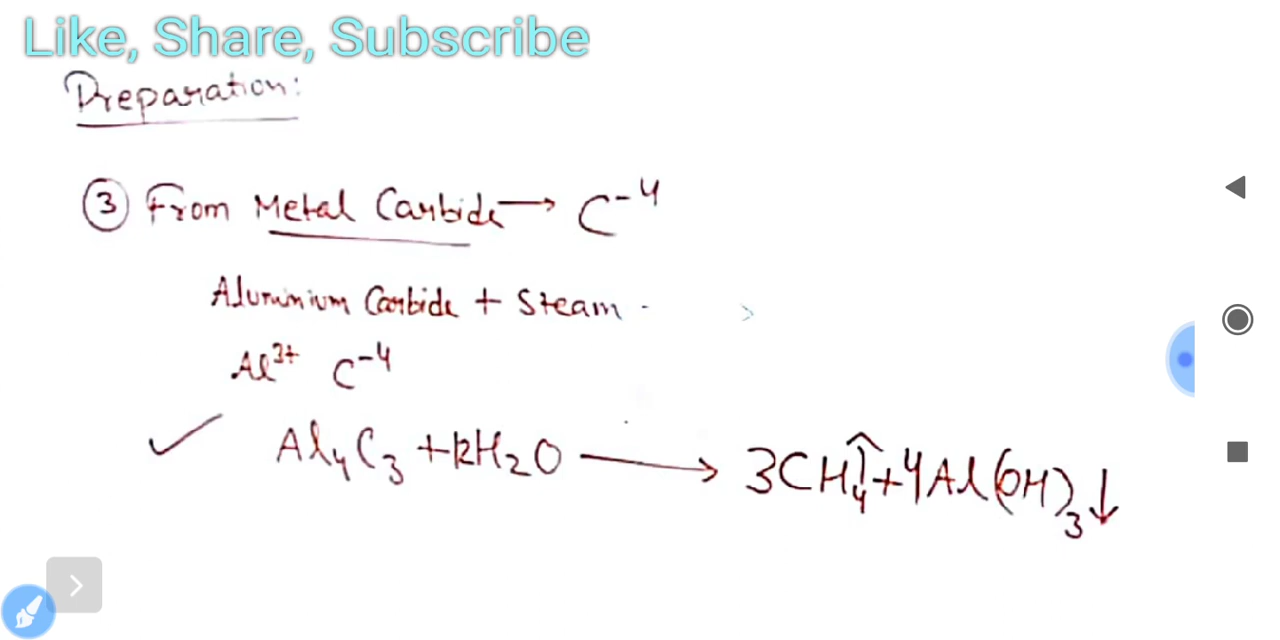 Like, Share, Subscribe
Preparation:
③ From Metal Carbide → C⁻⁴
Aluminium Carbide + Steam -
Al³⁺ C⁻⁴
✓ Al₄C₃ + 12H₂O → 3CH₄↑ + 4Al(OH)₃↓